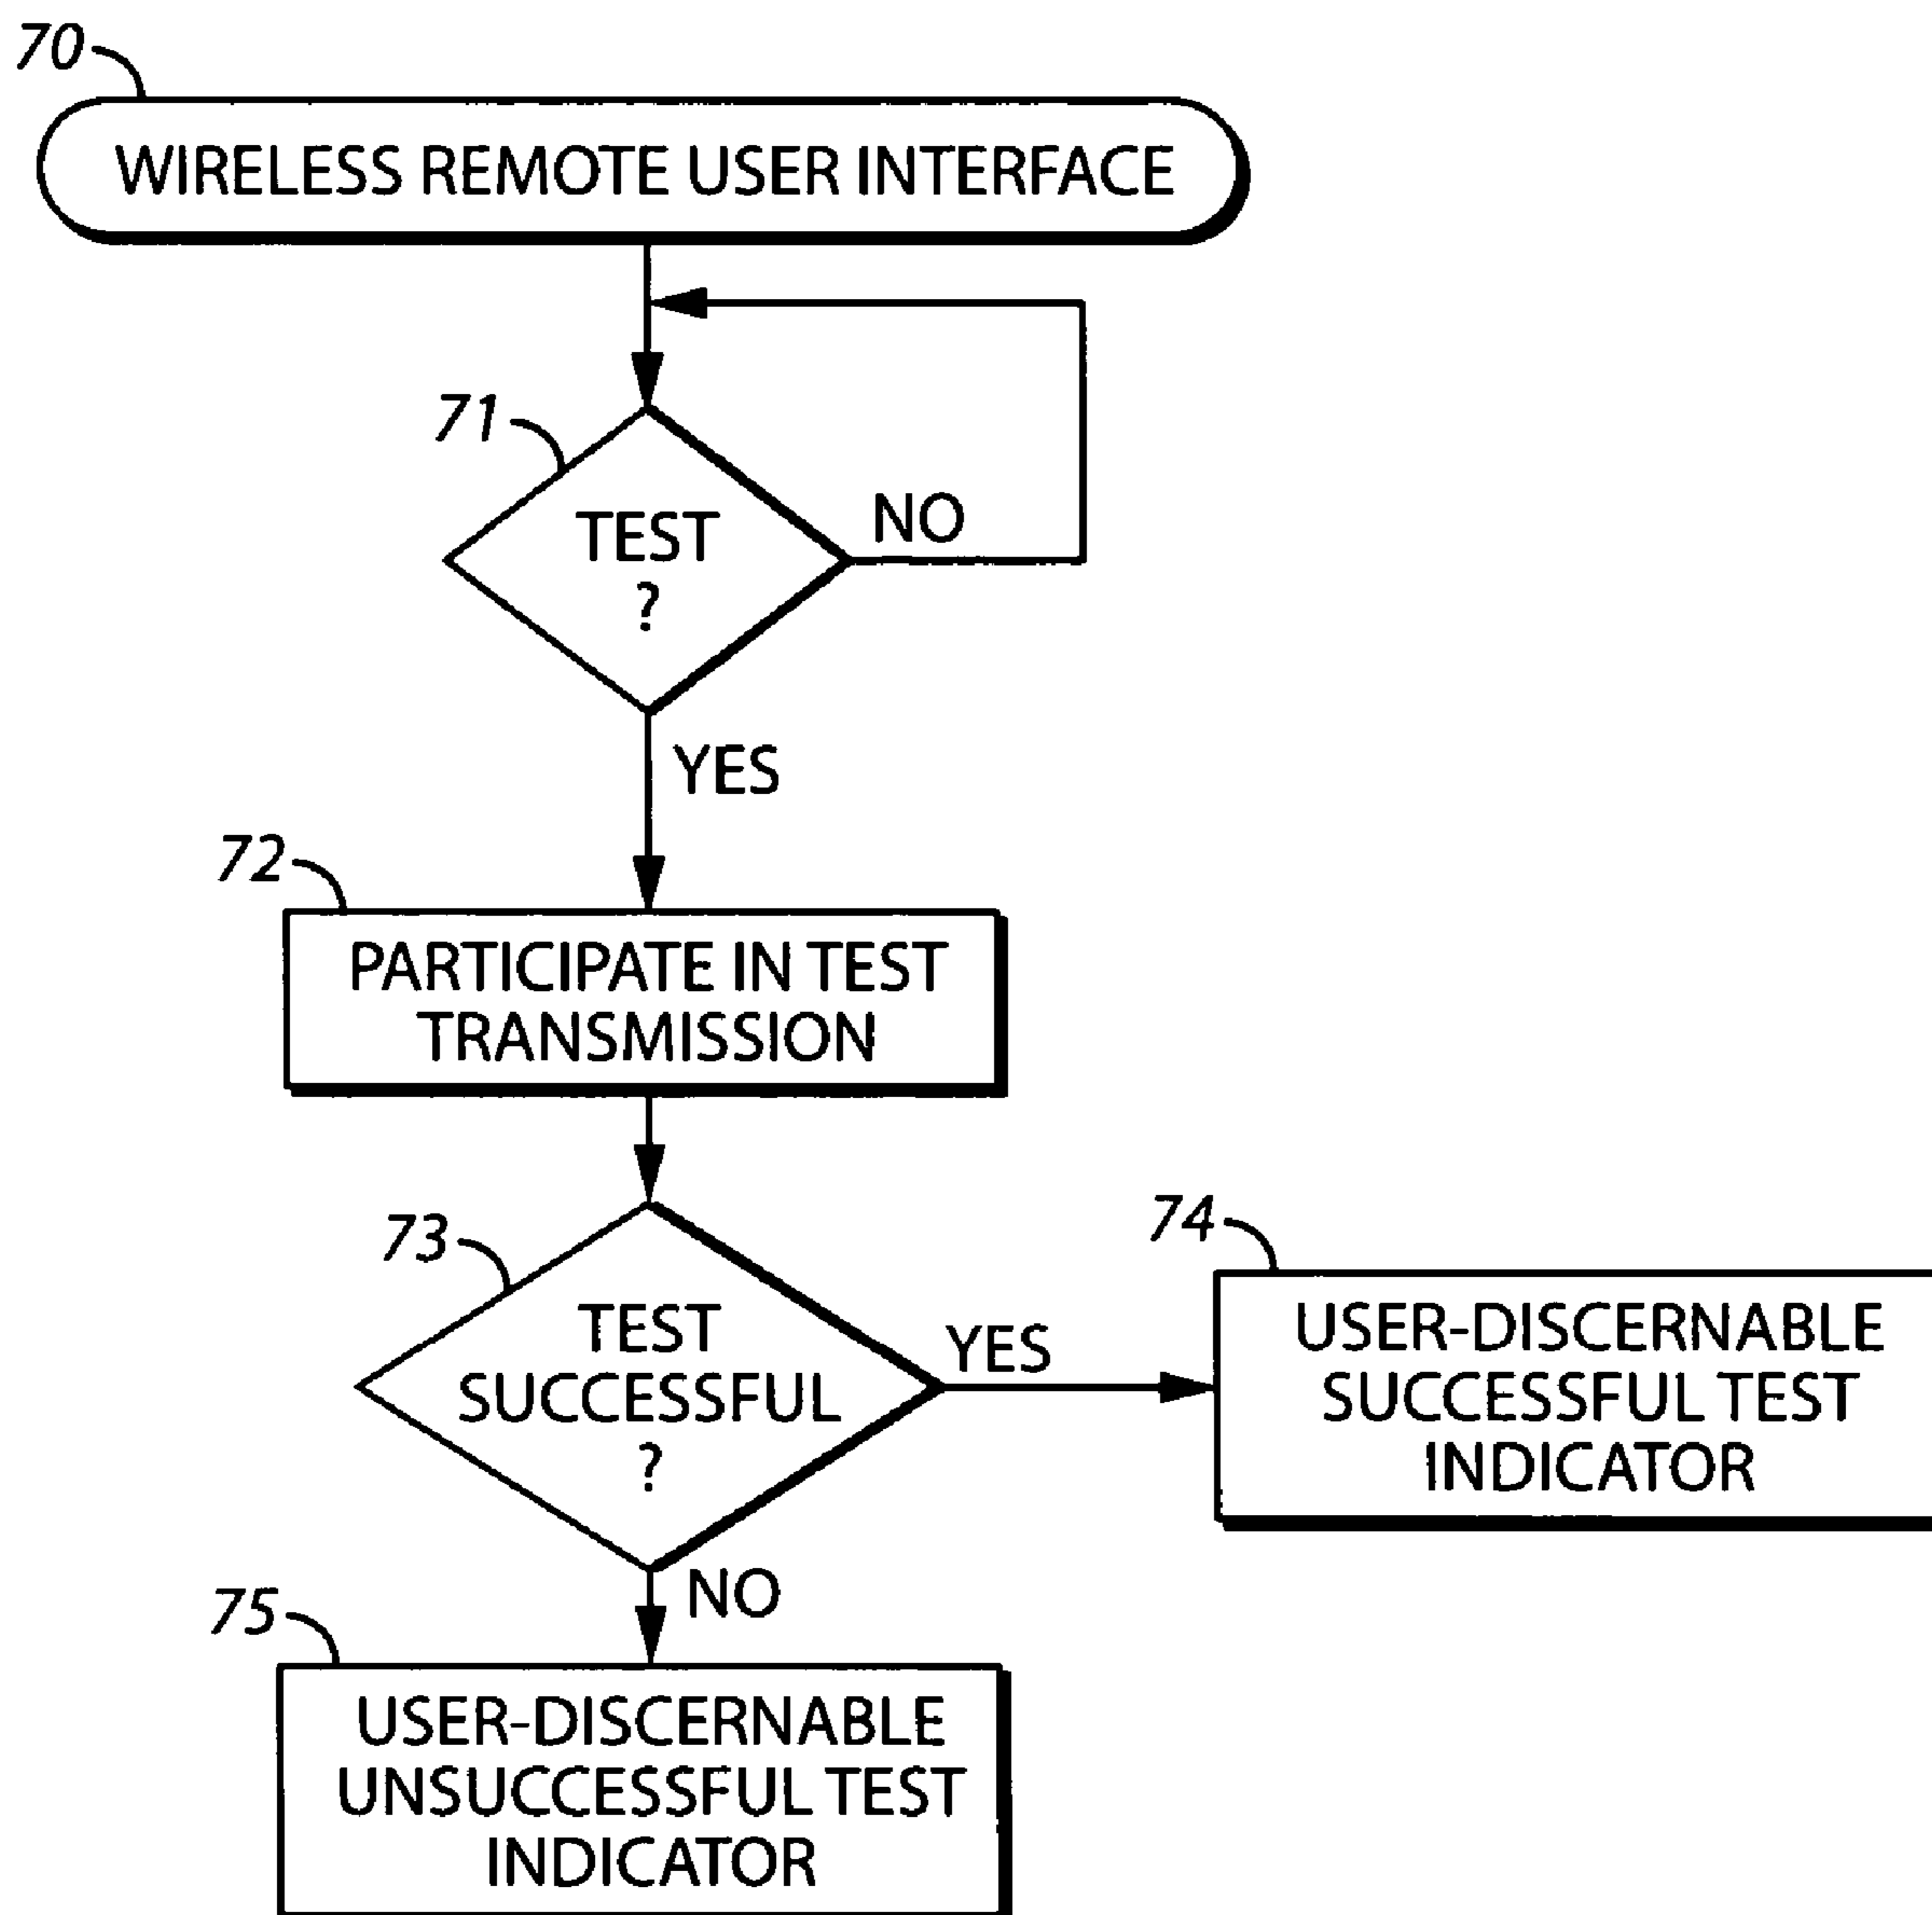 70
WIRELESS REMOTE USER INTERFACE
71
TEST
?
NO
YES
72
PARTICIPATE IN TEST
TRANSMISSION
73
TEST
SUCCESSFUL
?
YES
74
USER-DISCERNABLE
SUCCESSFUL TEST
INDICATOR
NO
75
USER-DISCERNABLE
UNSUCCESSFUL TEST
INDICATOR